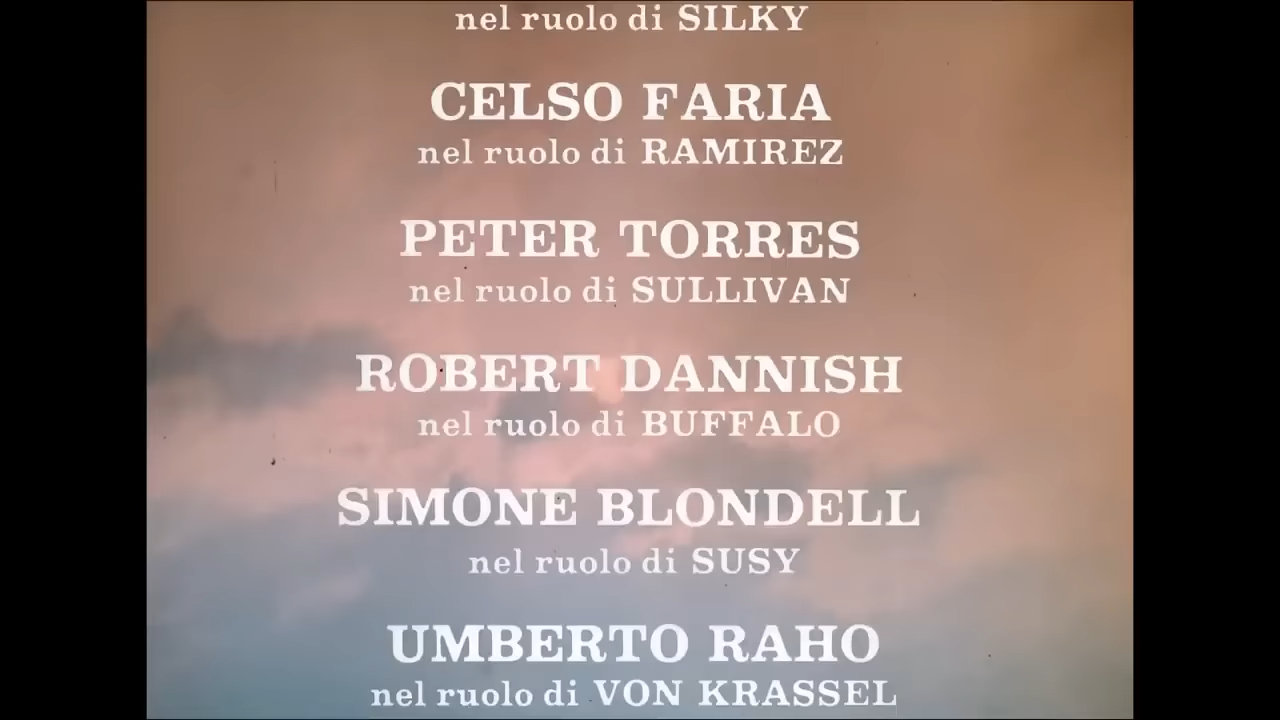 nel ruolo di SILKY
CELSO FARIA
nel ruolo di RAMIREZ
PETER TORRES
nel ruolo di SULLIVAN
ROBERT DANNISH
nel ruolo di BUFFALO
SIMONE BLONDELL
nel ruolo di SUSY
UMBERTO RAHO
nel ruolo di VON KRASSEL